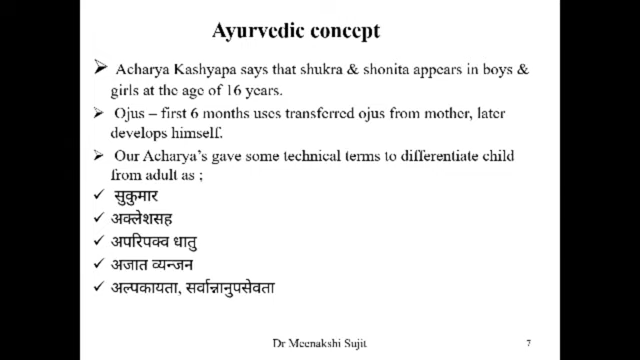 Ayurvedic concept
➢ Acharya Kashyapa says that shukra & shonita appears in boys &
girls at the age of 16 years.
➢ Ojus – first 6 months uses transferred ojus from mother, later
develops himself.
➢ Our Acharya's gave some technical terms to differentiate child
from adult as ;
✓ सुकुमार
✓ अक्लेशसह
✓ अपरिपक्व धातु
✓ अजात व्यन्जन
✓ अल्पकायता, सर्वान्नानुपसेवता
Dr Meenakshi Sujit
7